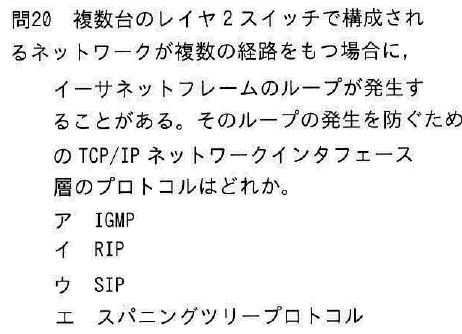 問20　複数台のレイヤ2スイッチで構成され
るネットワークが複数の経路をもつ場合に，
イーサネットフレームのループが発生す
ることがある。そのループの発生を防ぐため
の TCP/IP ネットワークインタフェース
層のプロトコルはどれか。
ア　IGMP
イ　RIP
ウ　SIP
エ　スパニングツリープロトコル